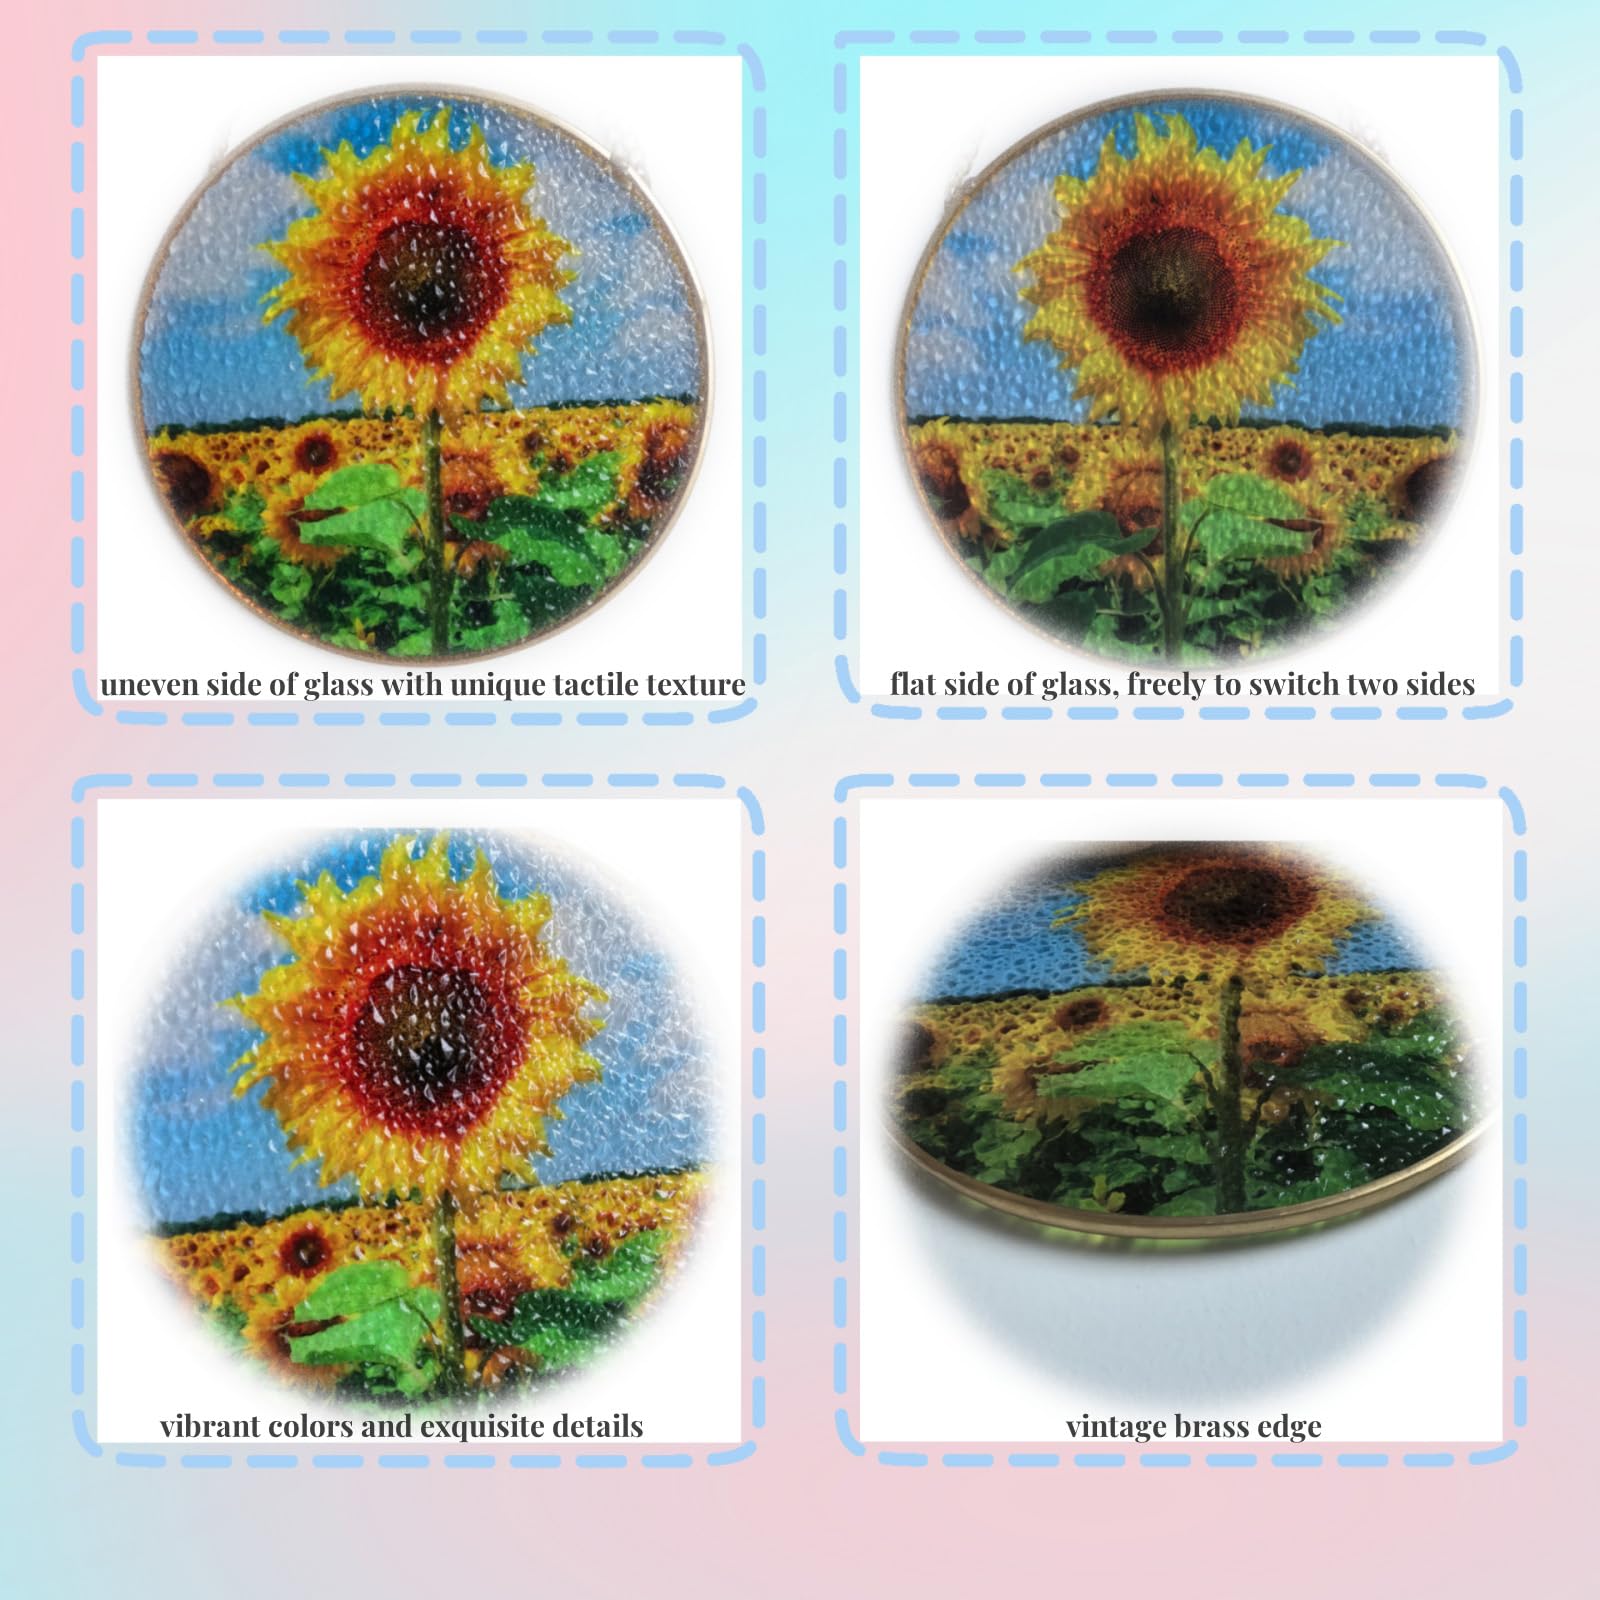 uneven side of glass with unique tactile texture
flat side of glass, freely to switch two sides
vibrant colors and exquisite details
vintage brass edge